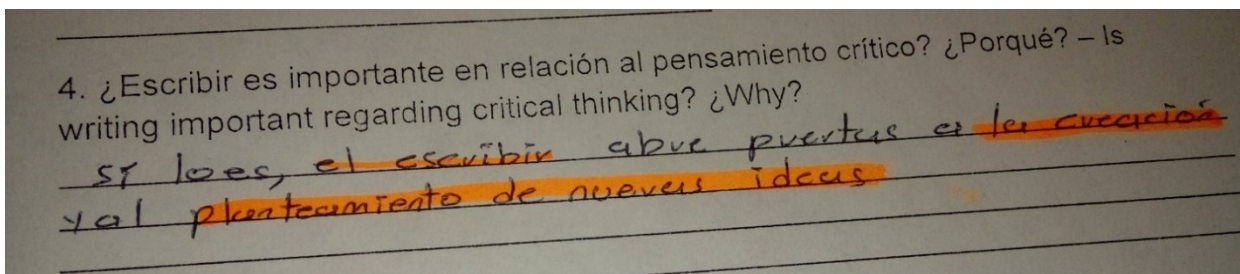 4. ¿Escribir es importante en relación al pensamiento crítico? ¿Porqué? – Is
writing important regarding critical thinking? ¿Why?
sí lo es, el escribir abre puertas a la creación
y al planteamiento de nuevas ideas